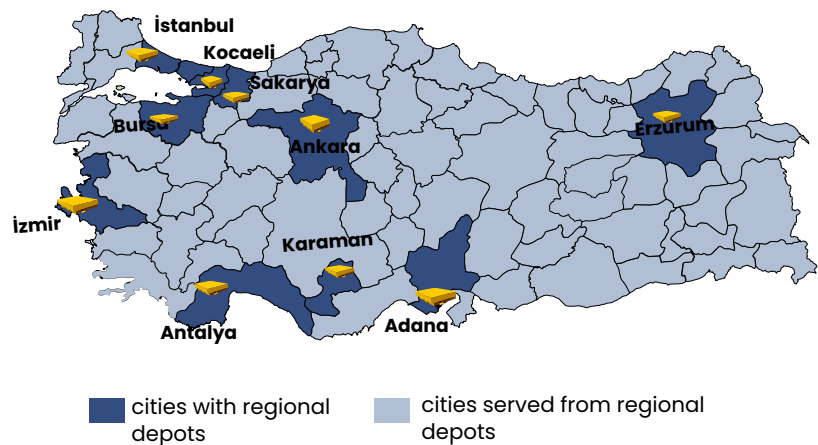 İstanbul
Kocaeli
Sakarya
Bursa
Ankara
Erzurum
İzmir
Karaman
Antalya
Adana
cities with regional
depots
cities served from regional
depots